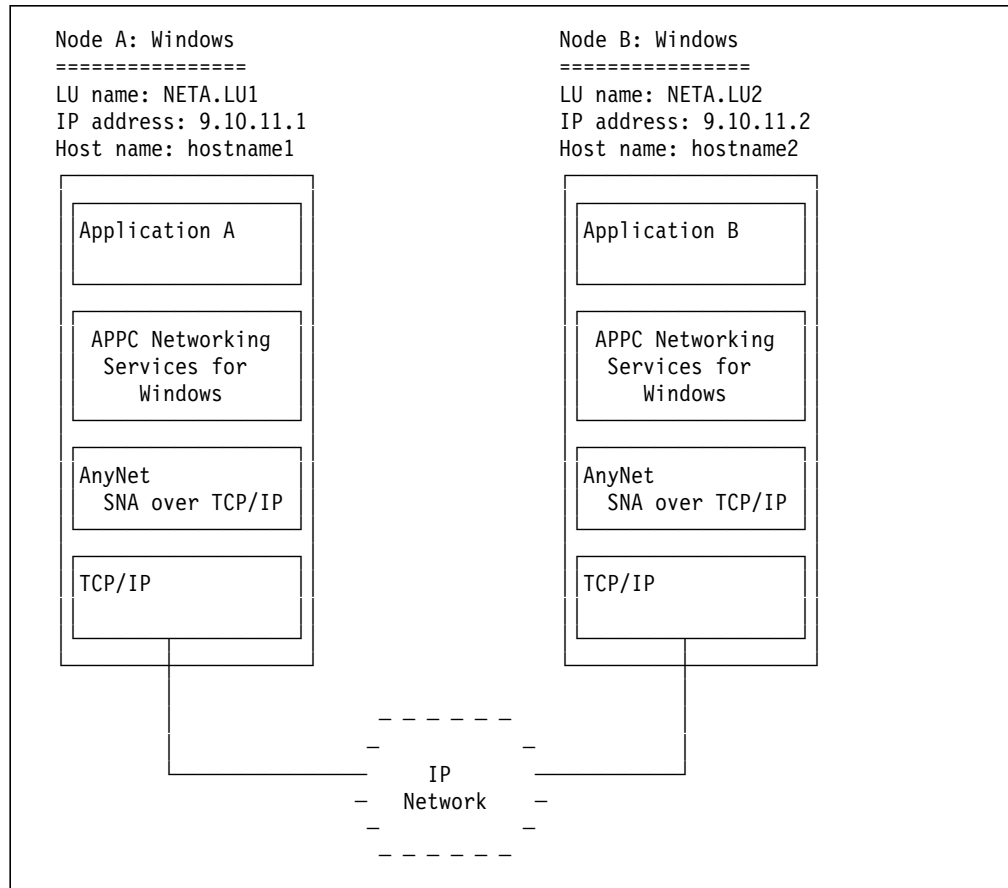 Node A: Windows
================
LU name: NETA.LU1
IP address: 9.10.11.1
Host name: hostname1
Application A
APPC Networking
Services for
Windows
AnyNet
SNA over TCP/IP
TCP/IP
Node B: Windows
================
LU name: NETA.LU2
IP address: 9.10.11.2
Host name: hostname2
Application B
APPC Networking
Services for
Windows
AnyNet
SNA over TCP/IP
TCP/IP
IP
Network